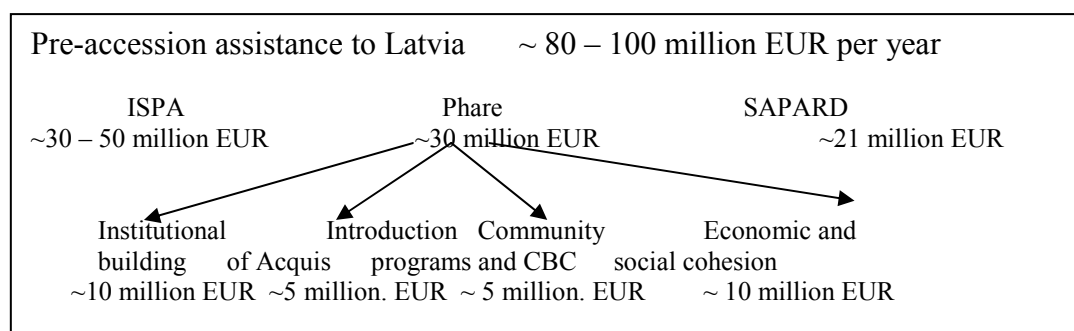 Pre-accession assistance to Latvia ~ 80 – 100 million EUR per year
ISPA Phare SAPARD
~30 – 50 million EUR ~30 million EUR ~21 million EUR
Institutional Introduction Community Economic and
building of Acquis programs and CBC social cohesion
~10 million EUR ~5 million. EUR ~ 5 million. EUR ~ 10 million EUR